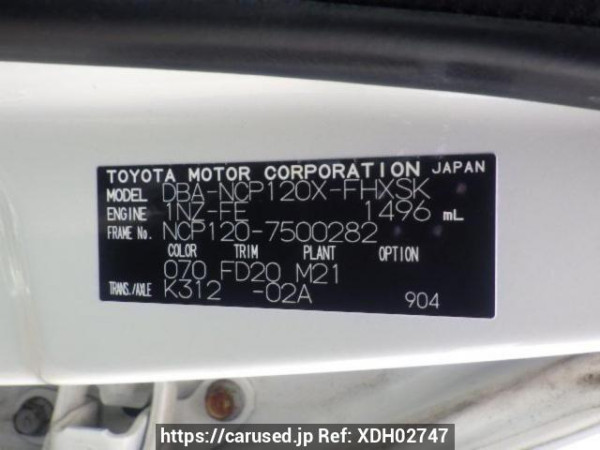 TOYOTA MOTOR CORPORATION JAPAN
MODEL DBA-NCP120X-FHXSK
ENGINE 1NZ-FE 1496 mL
FRAME No. NCP120-7500282
COLOR TRIM PLANT OPTION
070 FD20 M21
TRANS./AXLE K312 -02A
904
https://carused.jp Ref: XDH02747